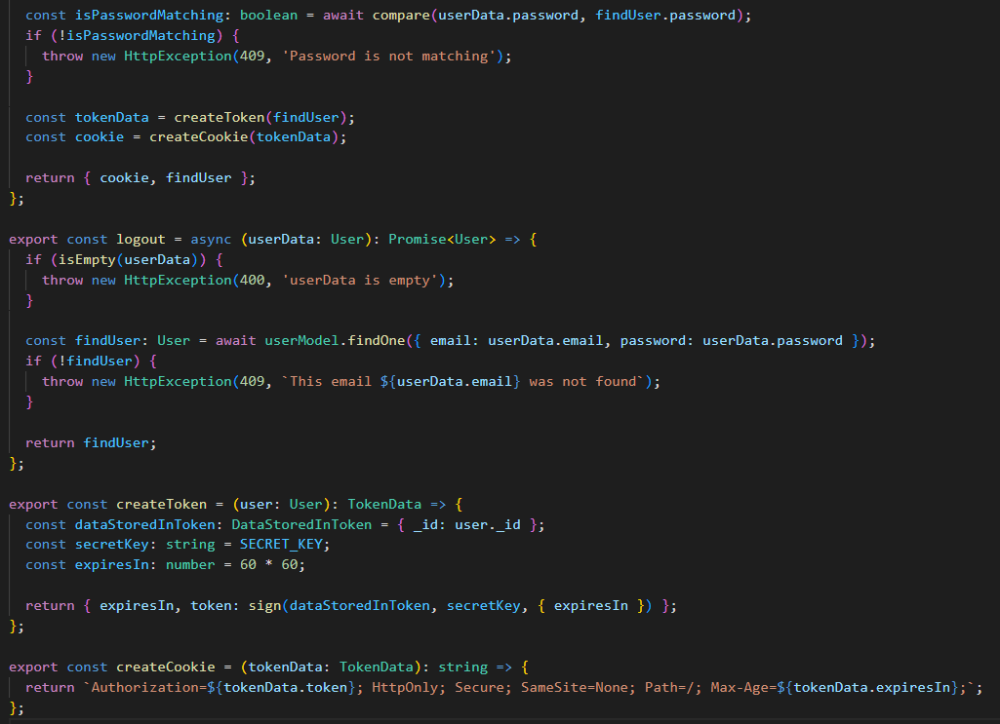 const isPasswordMatching: boolean = await compare(userData.password, findUser.password);
if (!isPasswordMatching) {
throw new HttpException(409, 'Password is not matching');
}
const tokenData = createToken(findUser);
const cookie = createCookie(tokenData);
return { cookie, findUser };
};
export const logout = async (userData: User): Promise<User> => {
if (isEmpty(userData)) {
throw new HttpException(400, 'userData is empty');
}
const findUser: User = await userModel.findOne({ email: userData.email, password: userData.password });
if (!findUser) {
throw new HttpException(409, `This email ${userData.email} was not found`);
}
return findUser;
};
export const createToken = (user: User): TokenData => {
const dataStoredInToken: DataStoredInToken = { _id: user._id };
const secretKey: string = SECRET_KEY;
const expiresIn: number = 60 * 60;
return { expiresIn, token: sign(dataStoredInToken, secretKey, { expiresIn }) };
};
export const createCookie = (tokenData: TokenData): string => {
return `Authorization=${tokenData.token}; HttpOnly; Secure; SameSite=None; Path=/; Max-Age=${tokenData.expiresIn};`;
};